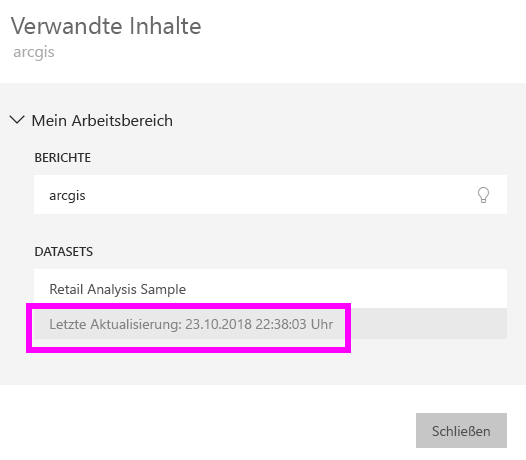 Verwandte Inhalte
arcgis
Mein Arbeitsbereich
BERICHTE
arcgis
DATASETS
Retail Analysis Sample
Letzte Aktualisierung: 23.10.2018 22:38:03 Uhr
Schließen